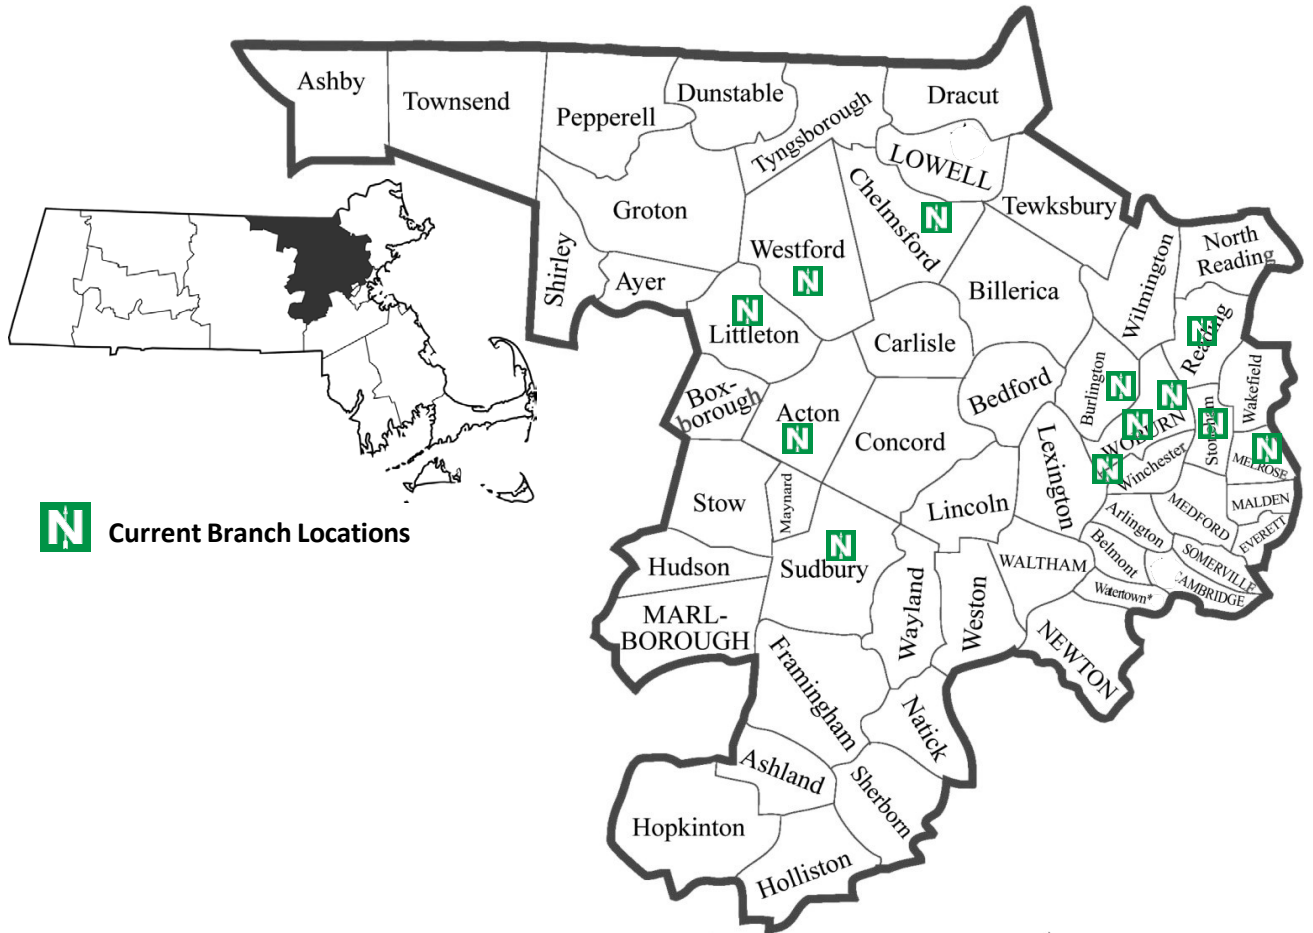 Ashby
Townsend
Pepperell
Dunstable
Tyngsborough
Dracut
LOWELL
Chelmsford
Tewksbury
Groton
Westford
Shirley
Ayer
Littleton
Billerica
Wilmington
North
Reading
Reading
Carlisle
Box-
borough
Acton
Concord
Bedford
Burlington
WOBURN
Stoneham
Wakefield
MELROSE
Winchester
Lexington
Lincoln
Stow
Maynard
MALDEN
MEDFORD
EVERETT
Arlington
Belmont
SOMERVILLE
CAMBRIDGE
Watertown*
WALTHAM
Hudson
Sudbury
MARL-
BOROUGH
Wayland
Weston
NEWTON
Framingham
Natick
Ashland
Sherborn
Hopkinton
Holliston
N Current Branch Locations
N
N
N
N
N
N
N
N
N
N
N
N